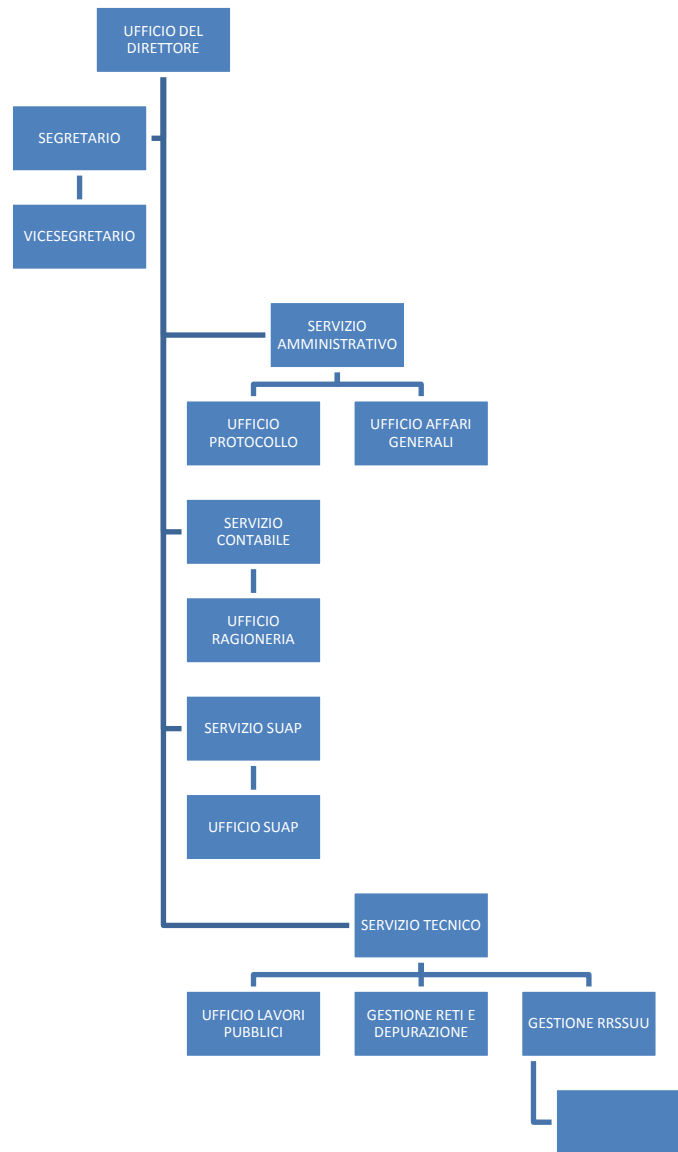 UFFICIO DEL
DIRETTORE
SEGRETARIO
VICESEGRETARIO
SERVIZIO
AMMINISTRATIVO
UFFICIO
PROTOCOLLO
UFFICIO AFFARI
GENERALI
SERVIZIO
CONTABILE
UFFICIO
RAGIONERIA
SERVIZIO SUAP
UFFICIO SUAP
SERVIZIO TECNICO
UFFICIO LAVORI
PUBBLICI
GESTIONE RETI E
DEPURAZIONE
GESTIONE RRSSUU